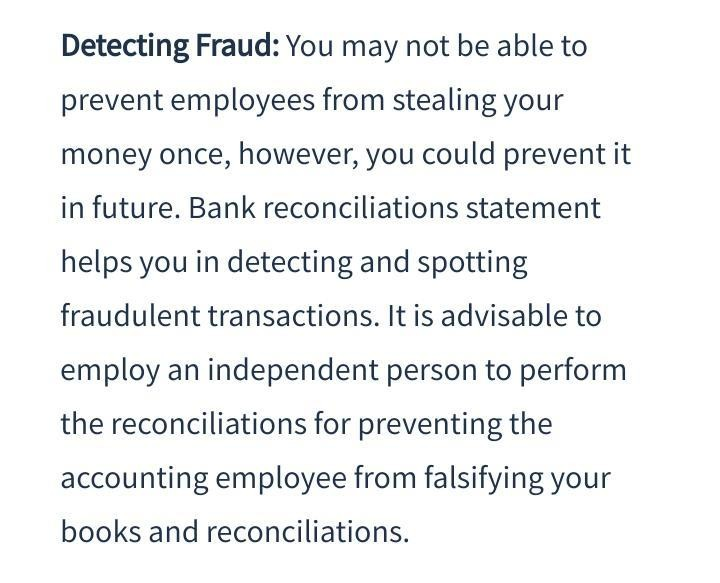 Detecting Fraud: You may not be able to
prevent employees from stealing your
money once, however, you could prevent it
in future. Bank reconciliations statement
helps you in detecting and spotting
fraudulent transactions. It is advisable to
employ an independent person to perform
the reconciliations for preventing the
accounting employee from falsifying your
books and reconciliations.